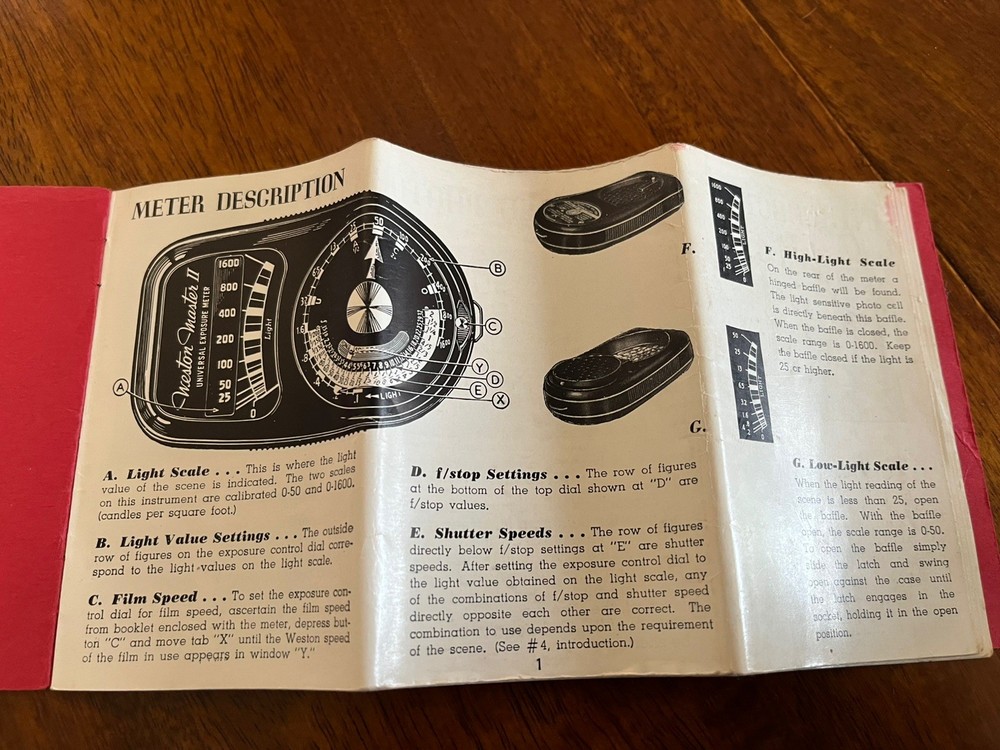 METER DESCRIPTION
Weston Master II
UNIVERSAL EXPOSURE METER
1600
800
400
200
100
50
25
0
Light
50
B
C
Y
D
E
X
A
LIGHT
A. Light Scale . . . This is where the light
value of the scene is indicated. The two scales
on this instrument are calibrated 0-50 and 0-1600.
(candles per square foot.)
B. Light Value Settings . . . The outside
row of figures on the exposure control dial corre-
spond to the light values on the light scale.
C. Film Speed . . . To set the exposure con-
trol dial for film speed, ascertain the film speed
from booklet enclosed with the meter, depress but-
ton "C" and move tab "X" until the Weston speed
of the film in use appears in window "Y."
D. f/stop Settings . . . The row of figures
at the bottom of the top dial shown at "D" are
f/stop values.
E. Shutter Speeds . . . The row of figures
directly below f/stop settings at "E" are shutter
speeds. After setting the exposure control dial to
the light value obtained on the light scale, any
of the combinations of f/stop and shutter speed
directly opposite each other are correct. The
combination to use depends upon the requirement
of the scene. (See #4, introduction.)
1
F.
1600
800
400
200
100
50
25
0
LIGHT
F. High-Light Scale
On the rear of the meter a
hinged baffle will be found.
The light sensitive photo cell
is directly beneath this baffle.
When the baffle is closed, the
scale range is 0-1600. Keep
the baffle closed if the light is
25 or higher.
G.
50
25
13
LIGHT
G. Low-Light Scale . . .
When the light reading of the
scene is less than 25, open
the baffle. With the baffle
open, the scale range is 0-50.
To open the baffle simply
slide the latch and swing
open against the case until
the latch engages in the
socket, holding it in the open
position.